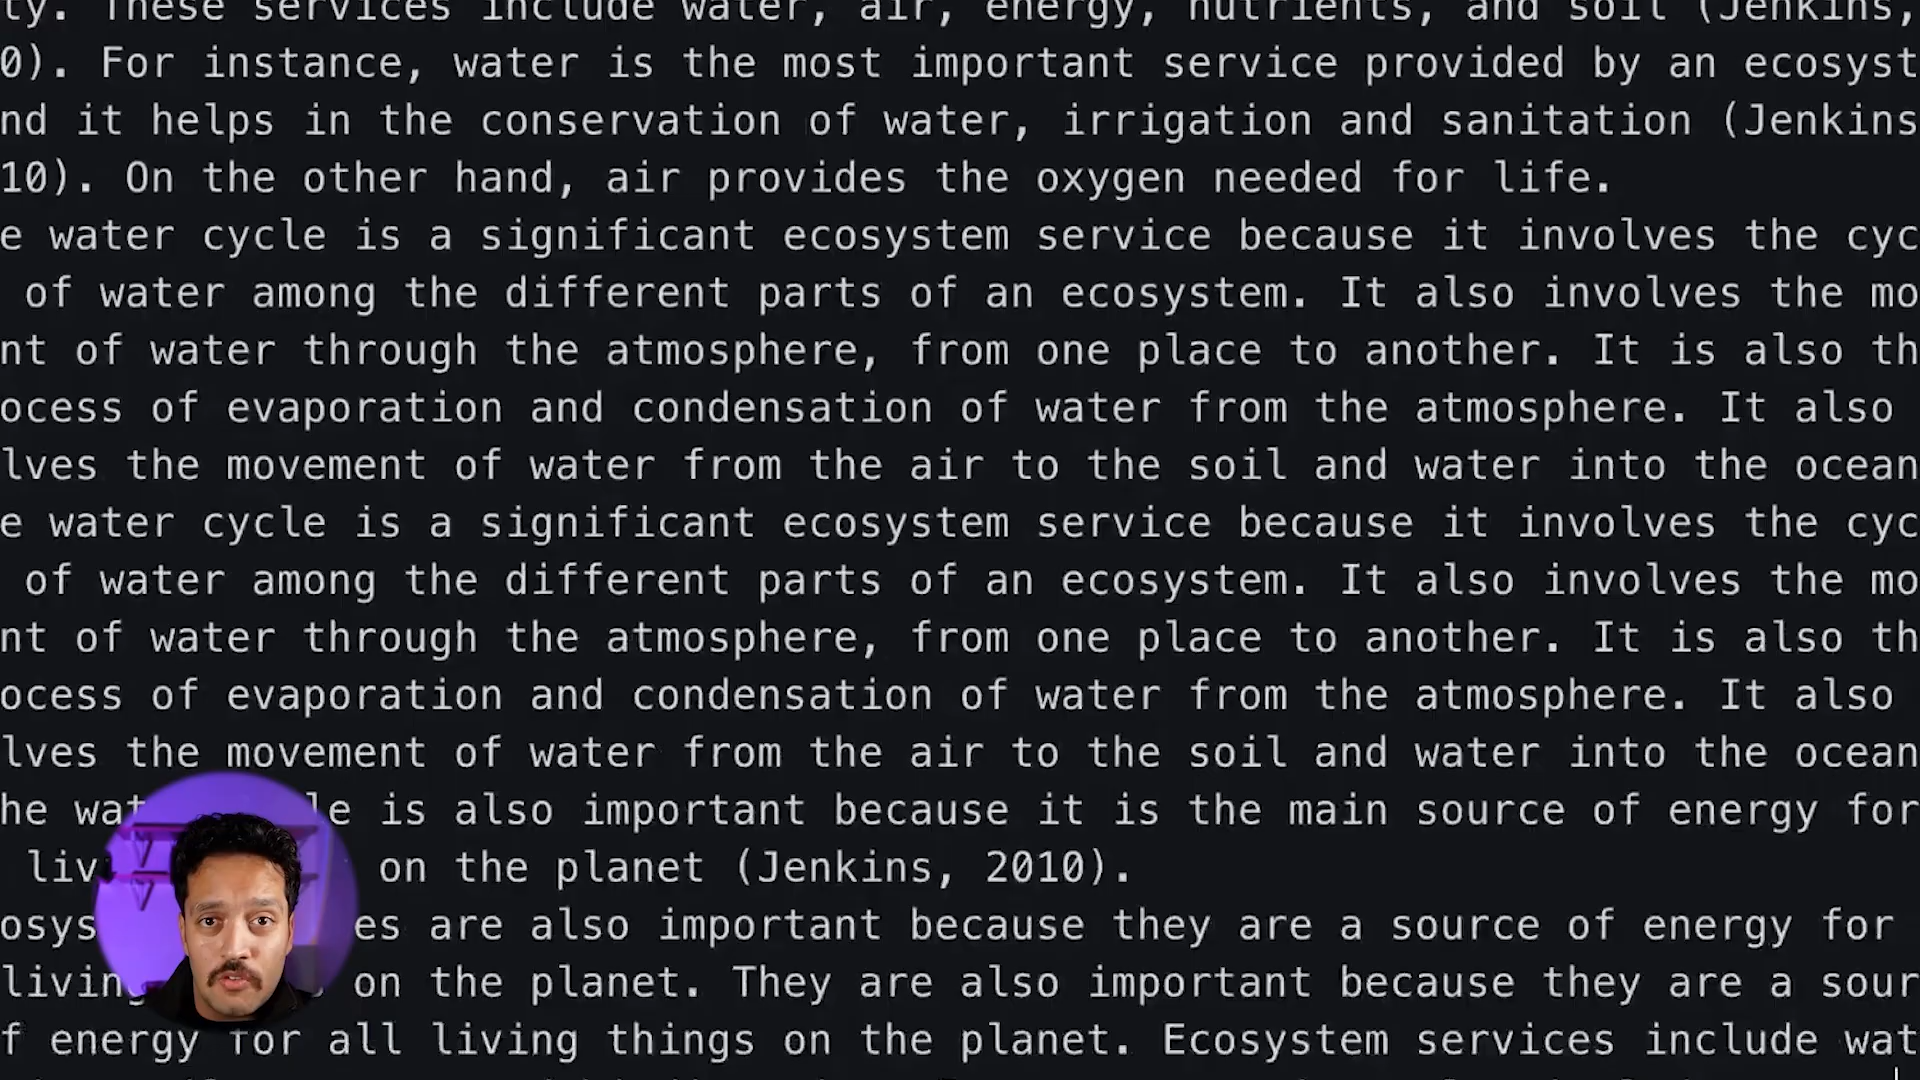 ty. These services include water, air, energy, nutrients, and soil (Jenkins,
0). For instance, water is the most important service provided by an ecosyst
nd it helps in the conservation of water, irrigation and sanitation (Jenkins
10). On the other hand, air provides the oxygen needed for life.
e water cycle is a significant ecosystem service because it involves the cyc
of water among the different parts of an ecosystem. It also involves the mo
nt of water through the atmosphere, from one place to another. It is also th
ocess of evaporation and condensation of water from the atmosphere. It also
lves the movement of water from the air to the soil and water into the ocean
e water cycle is a significant ecosystem service because it involves the cyc
of water among the different parts of an ecosystem. It also involves the mo
nt of water through the atmosphere, from one place to another. It is also th
ocess of evaporation and condensation of water from the atmosphere. It also
lves the movement of water from the air to the soil and water into the ocean
he wat le is also important because it is the main source of energy for
liv on the planet (Jenkins, 2010).
osys es are also important because they are a source of energy for
living on the planet. They are also important because they are a sour
f energy for all living things on the planet. Ecosystem services include wat